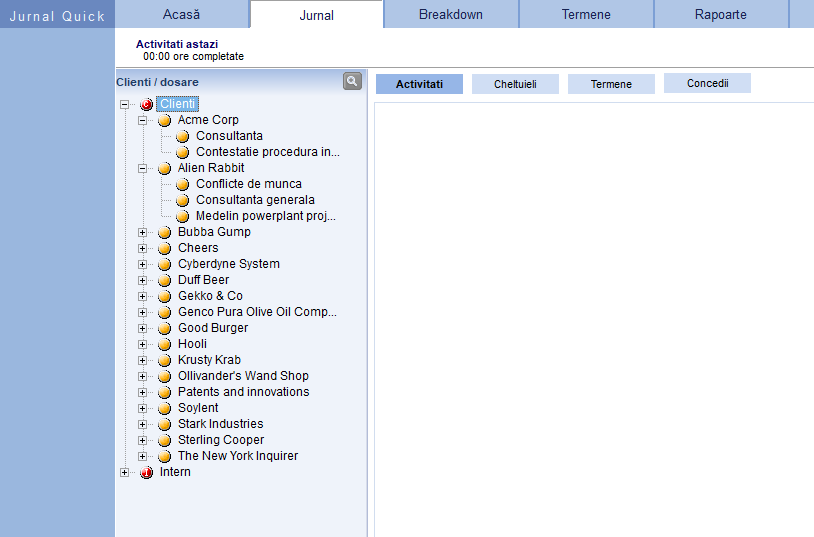 Jurnal Quick
Acasă
Jurnal
Breakdown
Termene
Rapoarte
Activitati astazi
00:00 ore completate
Clienti / dosare
Activitati
Cheltuieli
Termene
Concedii
Clienti
Acme Corp
Consultanta
Contestatie procedura in...
Alien Rabbit
Conflicte de munca
Consultanta generala
Medelin powerplant proj...
Bubba Gump
Cheers
Cyberdyne System
Duff Beer
Gekko & Co
Genco Pura Olive Oil Comp...
Good Burger
Hooli
Krusty Krab
Ollivander's Wand Shop
Patents and innovations
Soylent
Stark Industries
Sterling Cooper
The New York Inquirer
Intern